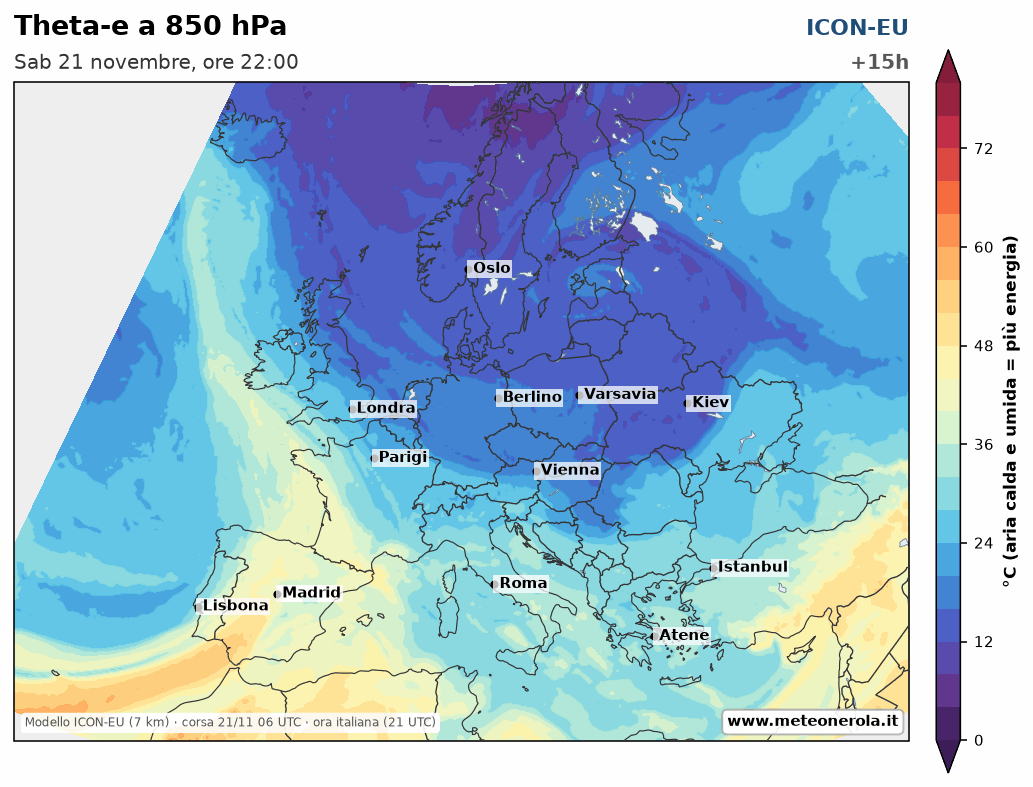 Theta-e a 850 hPa
ICON-EU
Sab 21 novembre, ore 22:00
+15h
Oslo
Londra
Berlino
Varsavia
Kiev
Parigi
Vienna
Lisbona
Madrid
Roma
Istanbul
Atene
72
60
48
36
24
12
0
°C (aria calda e umida = più energia)
Modello ICON-EU (7 km) · corsa 21/11 06 UTC · ora italiana (21 UTC)
www.meteonerola.it